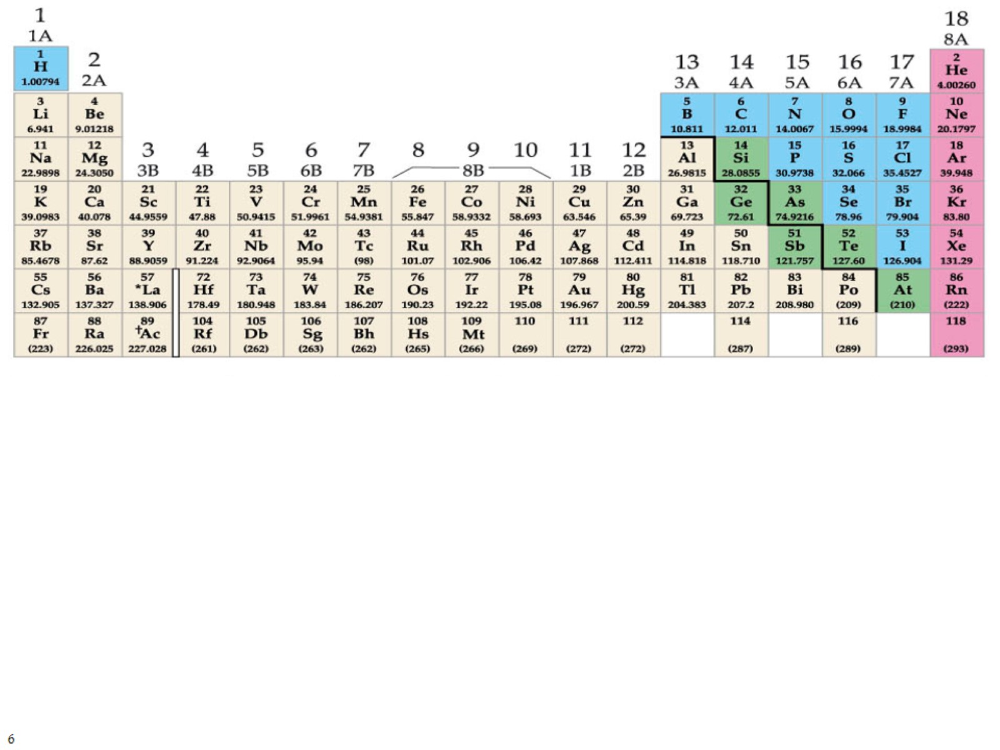 1 18
1A 8A
1 2 13 14 15 16 17 2
H 2A 3A 4A 5A 6A 7A He
1.00794 4.00260
3 4 5 6 7 8 9 10
Li Be B C N O F Ne
6.941 9.01218 10.811 12.011 14.0067 15.9994 18.9984 20.1797
11 12 3 4 5 6 7 8 9 10 11 12 13 14 15 16 17 18
Na Mg 3B 4B 5B 6B 7B 8B 1B 2B Al Si P S Cl Ar
22.9898 24.3050 26.9815 28.0855 30.9738 32.066 35.4527 39.948
19 20 21 22 23 24 25 26 27 28 29 30 31 32 33 34 35 36
K Ca Sc Ti V Cr Mn Fe Co Ni Cu Zn Ga Ge As Se Br Kr
39.0983 40.078 44.9559 47.88 50.9415 51.9961 54.9381 55.847 58.9332 58.693 63.546 65.39 69.723 72.61 74.9216 78.96 79.904 83.80
37 38 39 40 41 42 43 44 45 46 47 48 49 50 51 52 53 54
Rb Sr Y Zr Nb Mo Tc Ru Rh Pd Ag Cd In Sn Sb Te I Xe
85.4678 87.62 88.9059 91.224 92.9064 95.94 (98) 101.07 102.906 106.42 107.868 112.411 114.818 118.710 121.757 127.60 126.904 131.29
55 56 57 72 73 74 75 76 77 78 79 80 81 82 83 84 85 86
Cs Ba *La Hf Ta W Re Os Ir Pt Au Hg Tl Pb Bi Po At Rn
132.905 137.327 138.906 178.49 180.948 183.84 186.207 190.23 192.22 195.08 196.967 200.59 204.383 207.2 208.980 (209) (210) (222)
87 88 89 104 105 106 107 108 109 110 111 112 114 116 118
Fr Ra †Ac Rf Db Sg Bh Hs Mt
(223) 226.025 227.028 (261) (262) (263) (262) (265) (266) (269) (272) (272) (287) (289) (293)
6